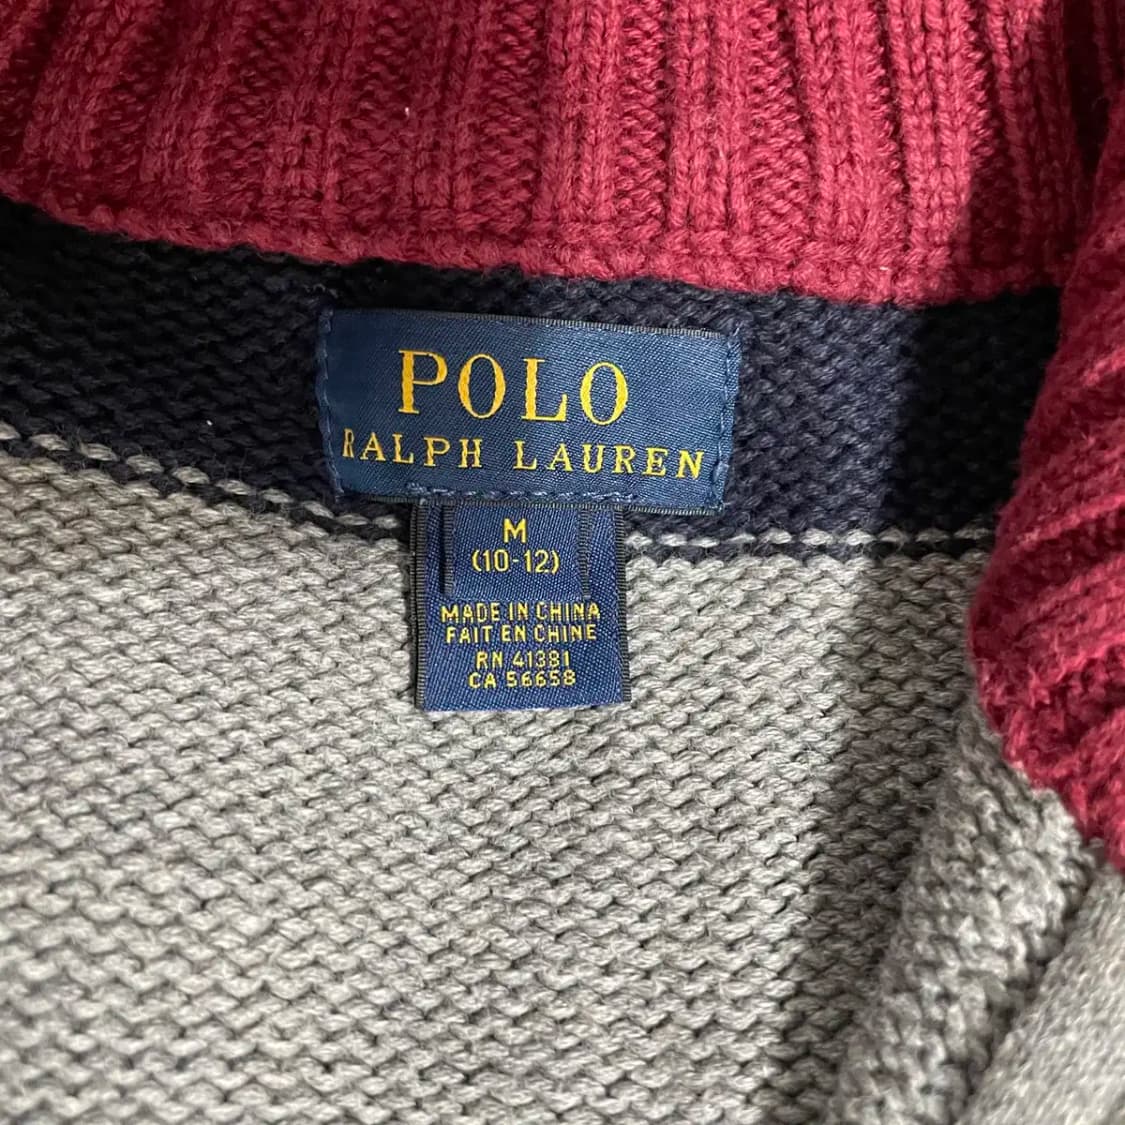 POLO
RALPH LAUREN
M
(10-12)
MADE IN CHINA
FAIT EN CHINE
RN 41381
CA 56658